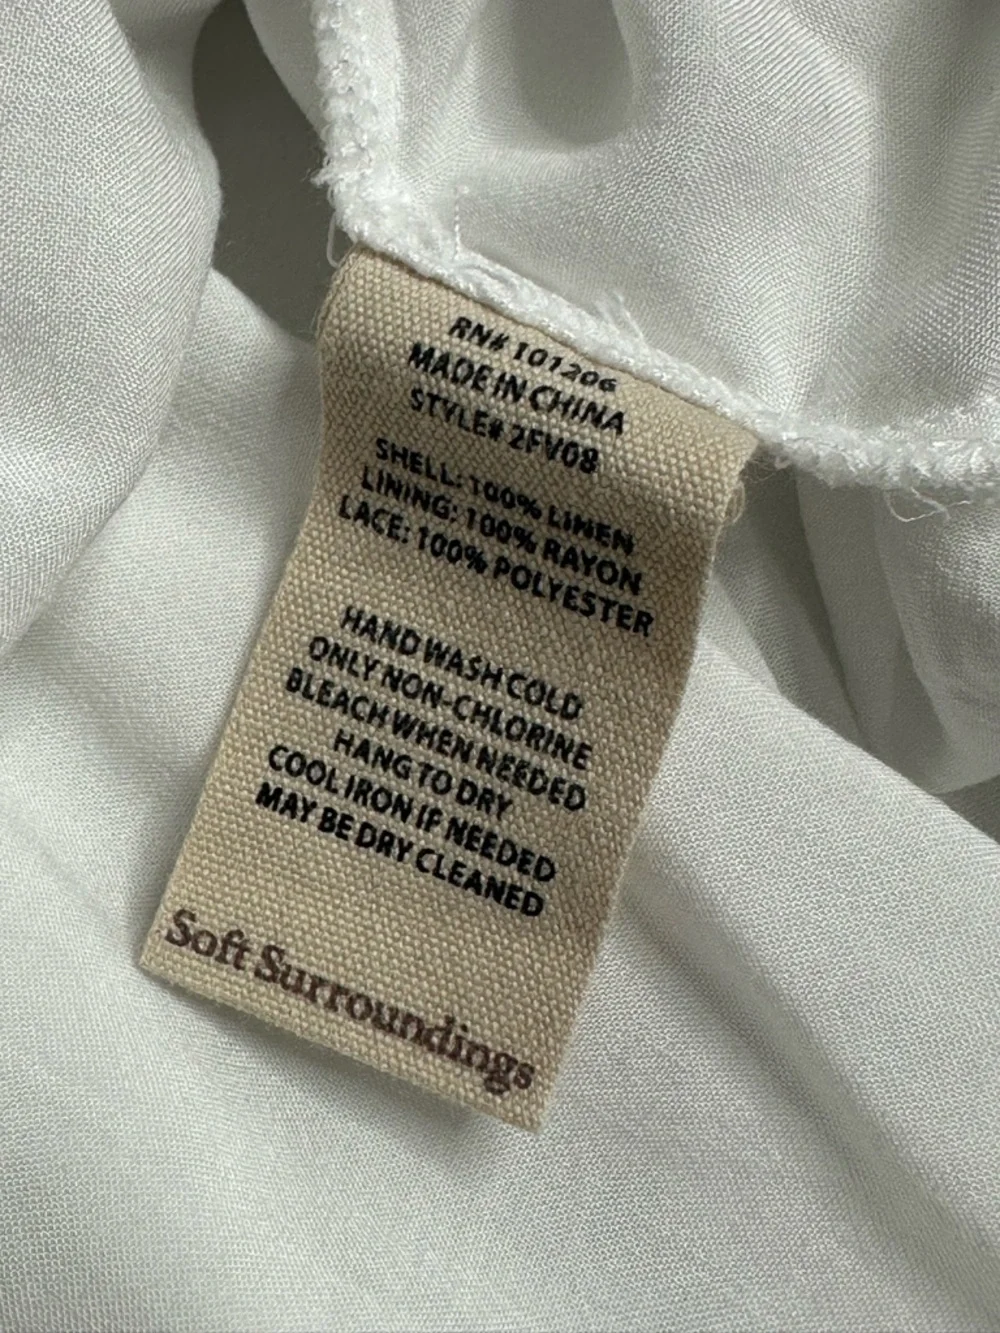 RN# 101206
MADE IN CHINA
STYLE# 2FV08
SHELL: 100% LINEN
LINING: 100% RAYON
LACE: 100% POLYESTER
HAND WASH COLD
ONLY NON-CHLORINE
BLEACH WHEN NEEDED
HANG TO DRY
COOL IRON IF NEEDED
MAY BE DRY CLEANED
Soft Surroundings